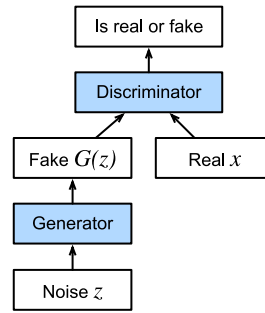 Is real or fake
Discriminator
Fake G(z)
Real x
Generator
Noise z